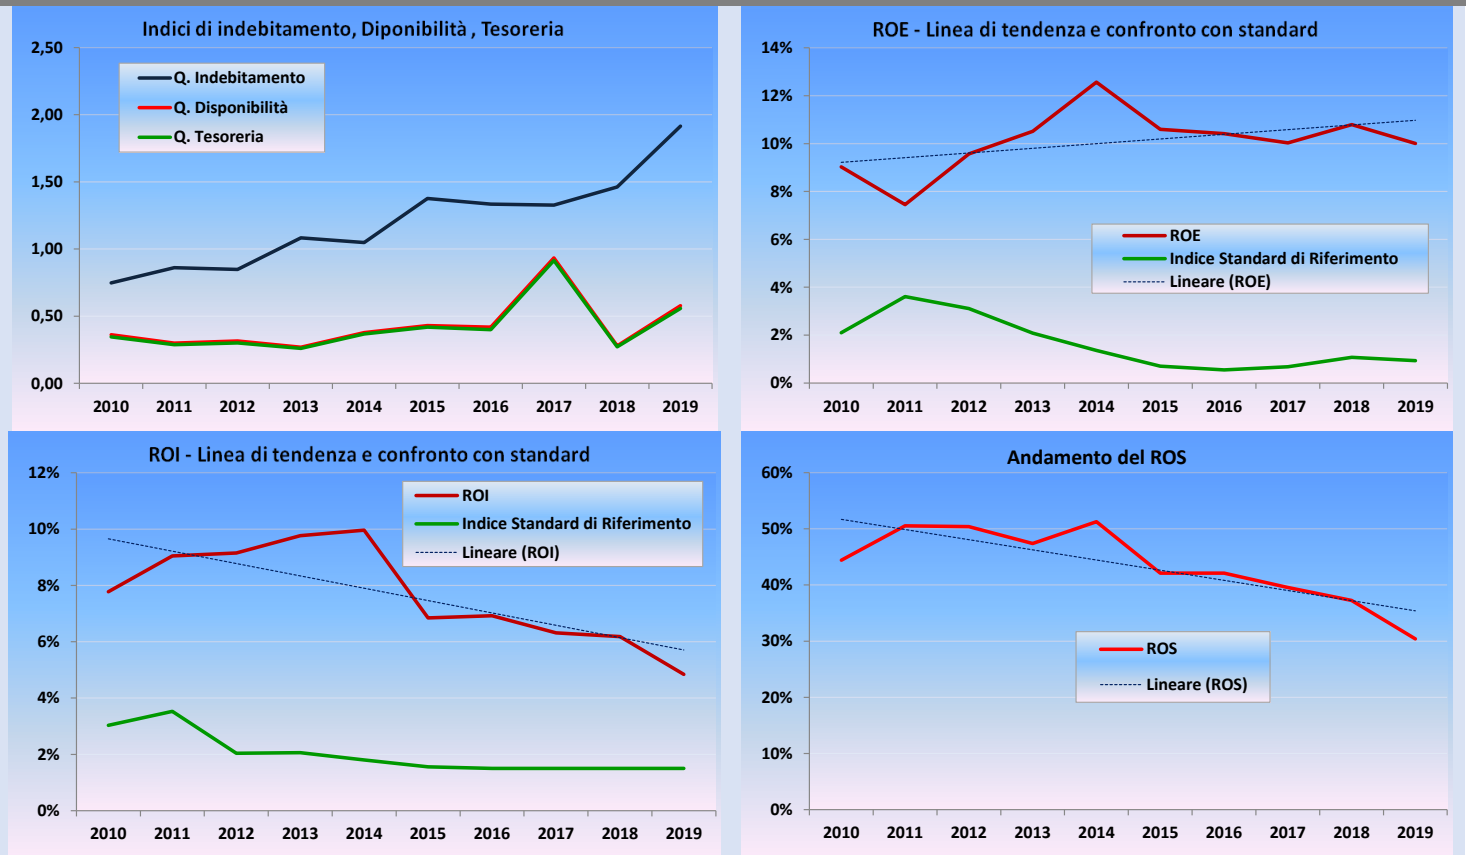 Indici di indebitamento, Diponibilità , Tesoreria
2,50
2,00
1,50
1,00
0,50
0,00
Q. Indebitamento
Q. Disponibilità
Q. Tesoreria
2010 2011 2012 2013 2014 2015 2016 2017 2018 2019
ROE - Linea di tendenza e confronto con standard
14%
12%
10%
8%
6%
4%
2%
0%
ROE
Indice Standard di Riferimento
Lineare (ROE)
2010 2011 2012 2013 2014 2015 2016 2017 2018 2019
ROI - Linea di tendenza e confronto con standard
12%
10%
8%
6%
4%
2%
0%
ROI
Indice Standard di Riferimento
Lineare (ROI)
2010 2011 2012 2013 2014 2015 2016 2017 2018 2019
Andamento del ROS
60%
50%
40%
30%
20%
10%
0%
ROS
Lineare (ROS)
2010 2011 2012 2013 2014 2015 2016 2017 2018 2019